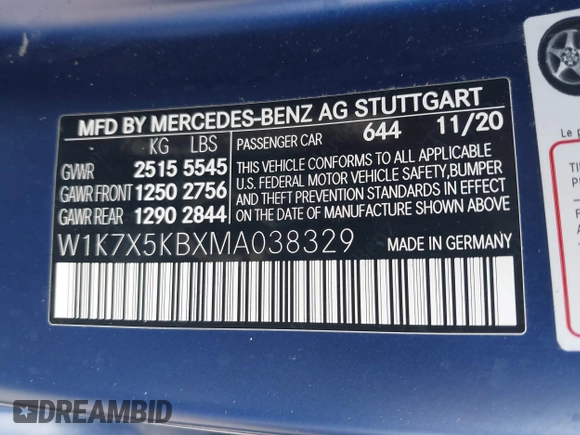 MFD BY MERCEDES-BENZ AG STUTTGART
KG LBS
GVWR 2515 5545
GAWR FRONT 1250 2756
GAWR REAR 1290 2844
PASSENGER CAR 644 11/20
THIS VEHICLE CONFORMS TO ALL APPLICABLE
U.S. FEDERAL MOTOR VEHICLE SAFETY,BUMPER
AND THEFT PREVENTION STANDARDS IN EFFECT
ON THE DATE OF MANUFACTURE SHOWN ABOVE.
W1K7X5KBXMA038329 MADE IN GERMANY
Le p
DREAMBID